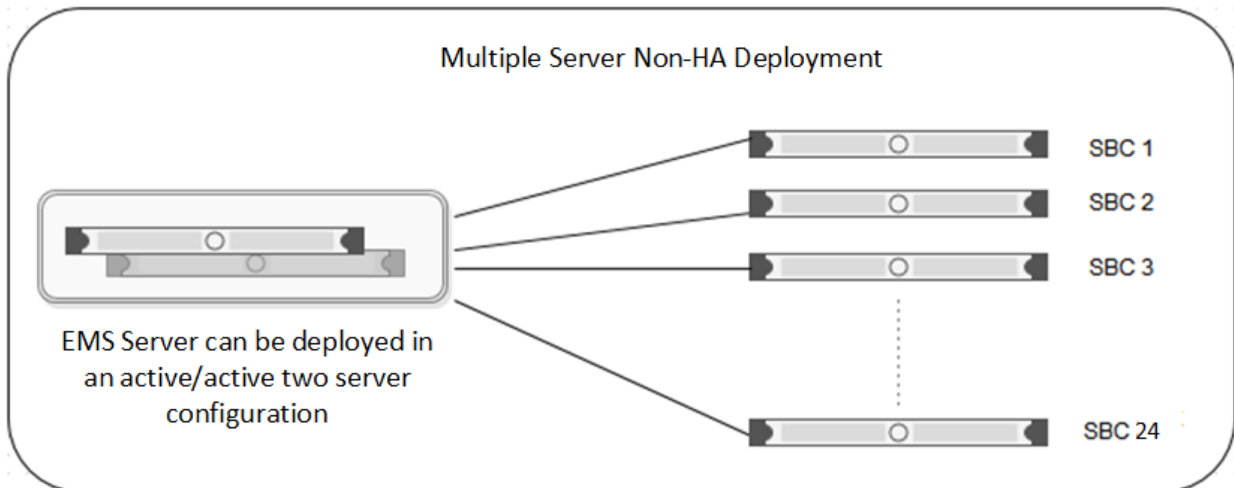 Multiple Server Non-HA Deployment
SBC 1
SBC 2
SBC 3
EMS Server can be deployed in
an active/active two server
configuration
SBC 24